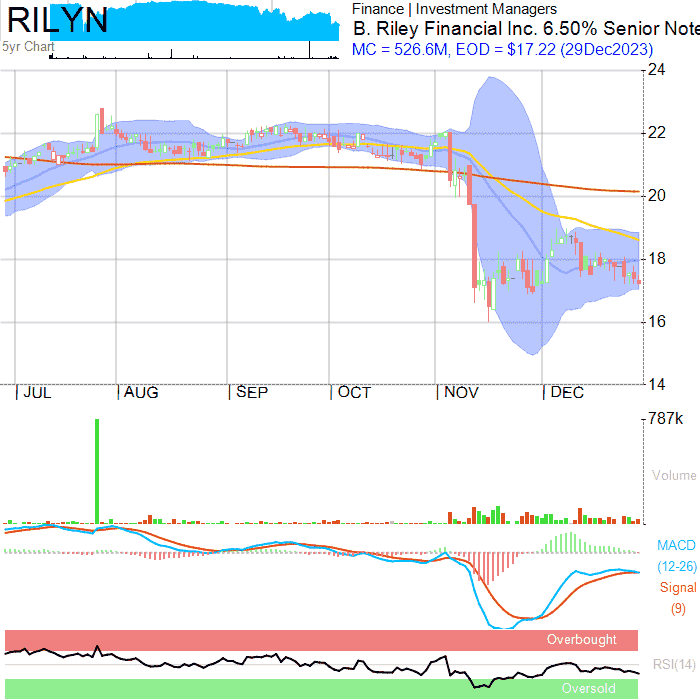 RILYN
Finance | Investment Managers
5yr Chart
B. Riley Financial Inc. 6.50% Senior Note
MC = 526.6M, EOD = $17.22 (29Dec2023)
24
22
20
18
16
14
JUL AUG SEP OCT NOV DEC
787k
Volume
MACD
(12-26)
Signal
(9)
Overbought
RSI(14)
Oversold